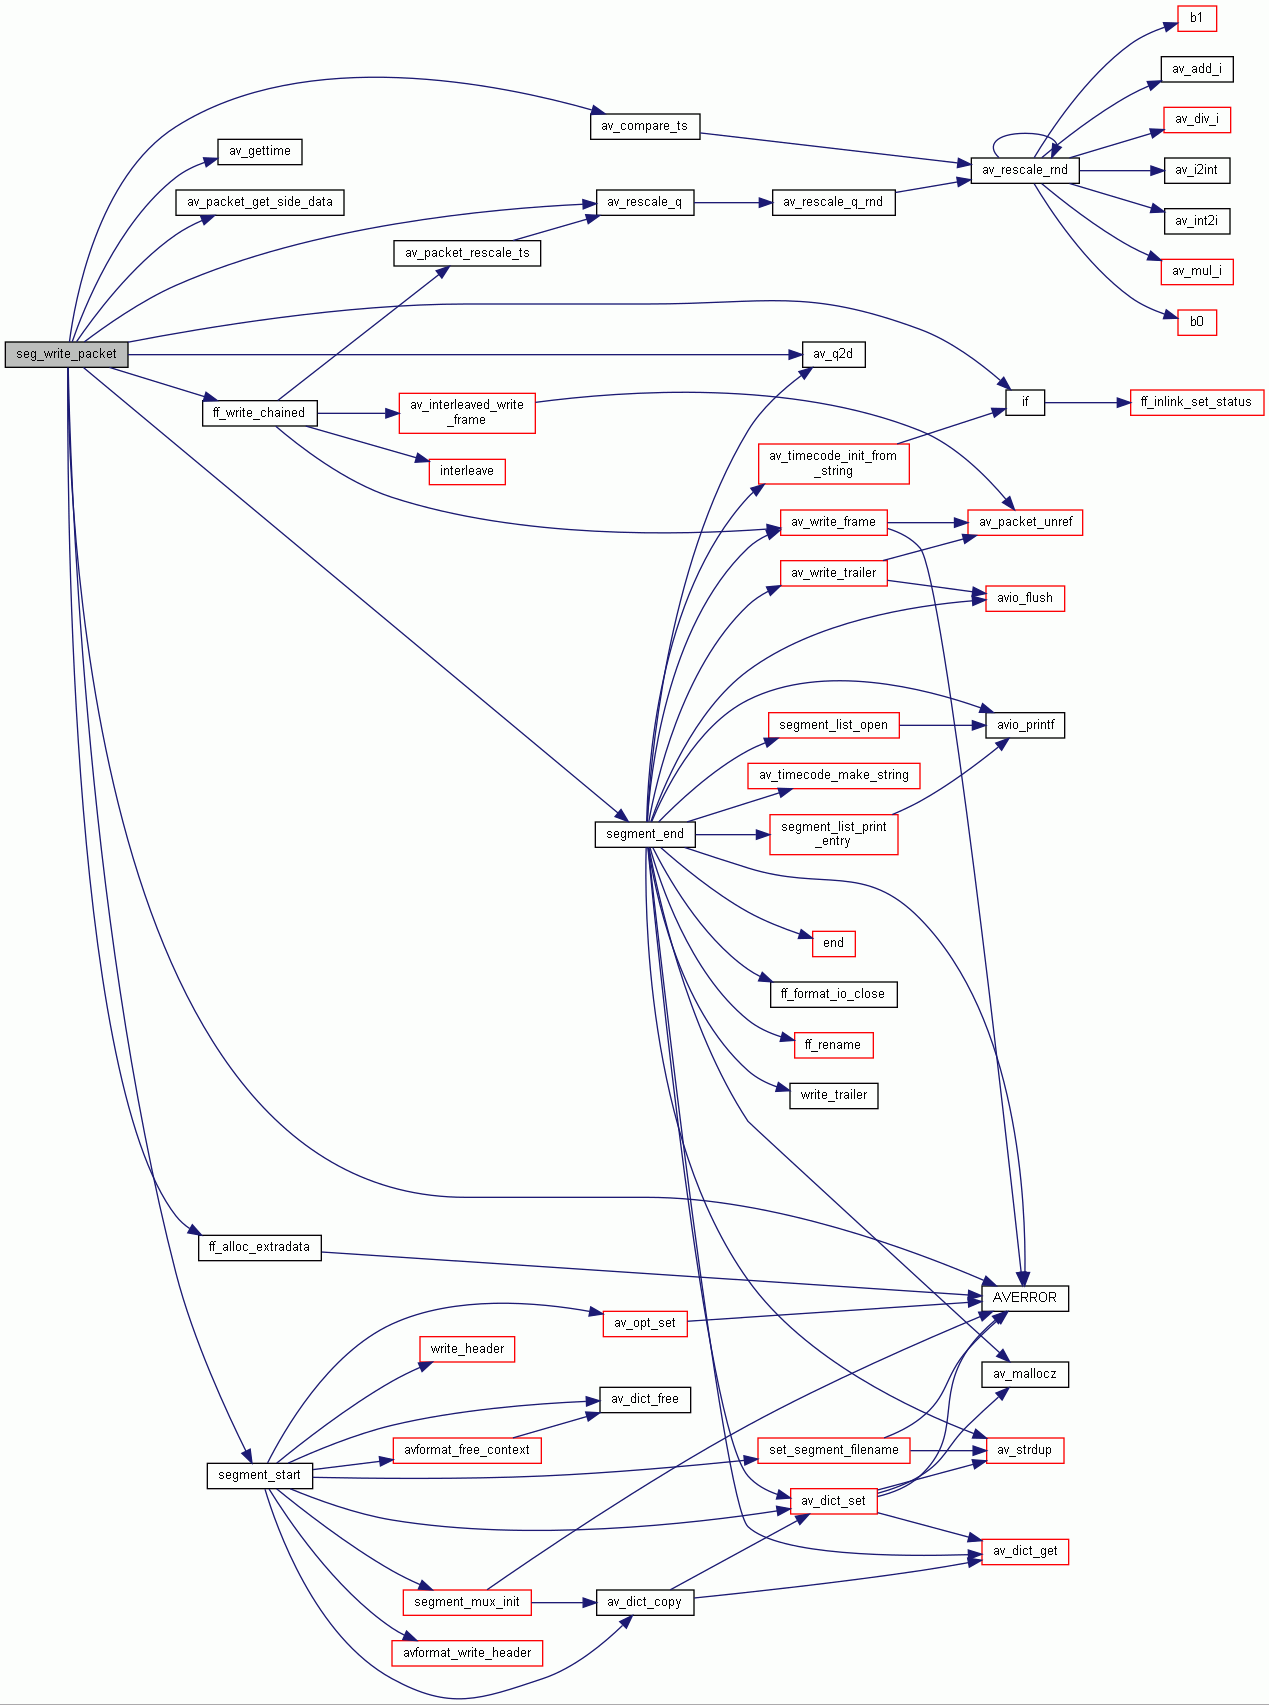 b1
av_add_i
av_compare_ts
av_div_i
av_gettime
av_rescale_rnd
av_i2int
av_packet_get_side_data
av_rescale_q
av_rescale_q_rnd
av_int2i
av_packet_rescale_ts
av_mul_i
b0
seg_write_packet
av_q2d
ff_write_chained
av_interleaved_write
_frame
if
ff_inlink_set_status
interleave
av_timecode_init_from
_string
av_write_frame
av_packet_unref
av_write_trailer
avio_flush
segment_list_open
avio_printf
av_timecode_make_string
segment_end
segment_list_print
_entry
end
ff_format_io_close
ff_rename
write_trailer
ff_alloc_extradata
AVERROR
av_opt_set
write_header
av_mallocz
av_dict_free
avformat_free_context
set_segment_filename
av_strdup
segment_start
av_dict_set
av_dict_get
segment_mux_init
av_dict_copy
avformat_write_header